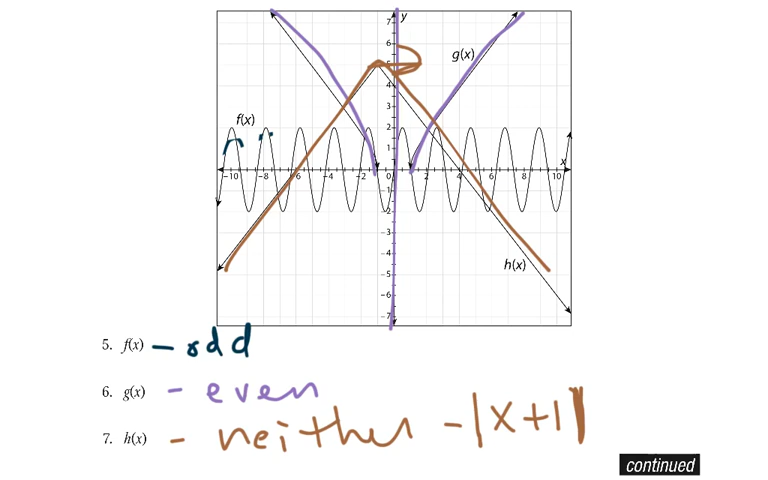 y
7
6
g(x)
4
3
f(x)
2
1
x
-10 -8 -6 -4 -2 0 2 4 6 8 10
-1
-2
-3
-4
h(x)
-5
-6
-7
5. f(x) - odd
6. g(x) - even
7. h(x) - neither -|x+1|
continued